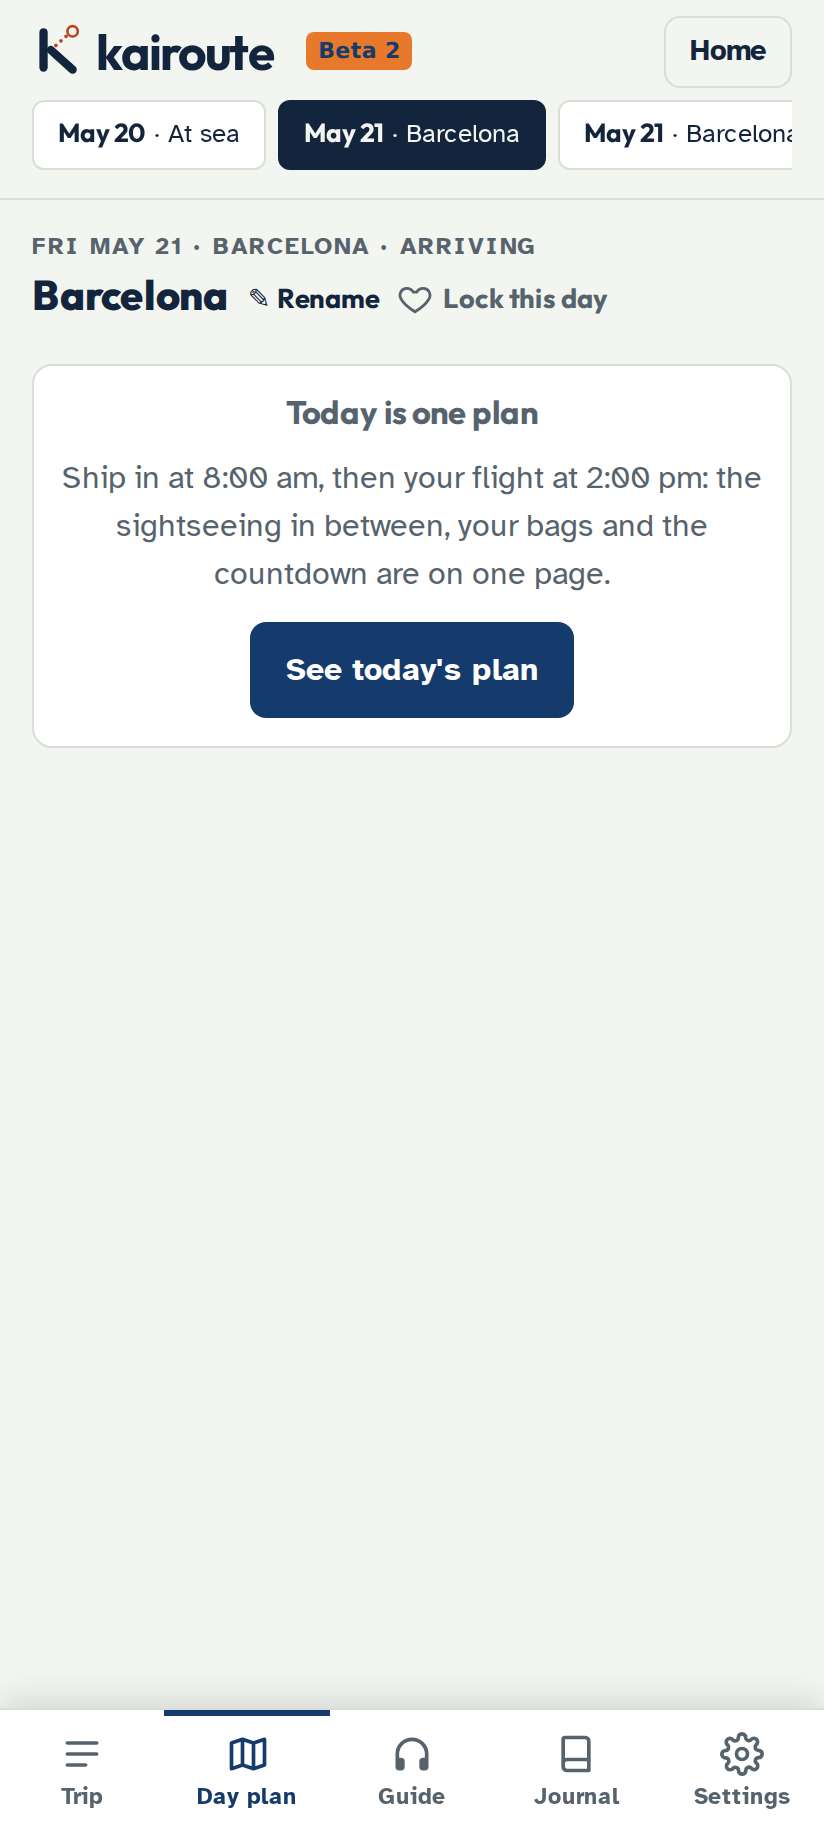 kairoute
Beta 2
Home
May 20 · At sea
May 21 · Barcelona
May 21 · Barcelona
FRI MAY 21 · BARCELONA · ARRIVING
Barcelona
✎ Rename
Lock this day
Today is one plan
Ship in at 8:00 am, then your flight at 2:00 pm: the
sightseeing in between, your bags and the
countdown are on one page.
See today's plan
Trip
Day plan
Guide
Journal
Settings